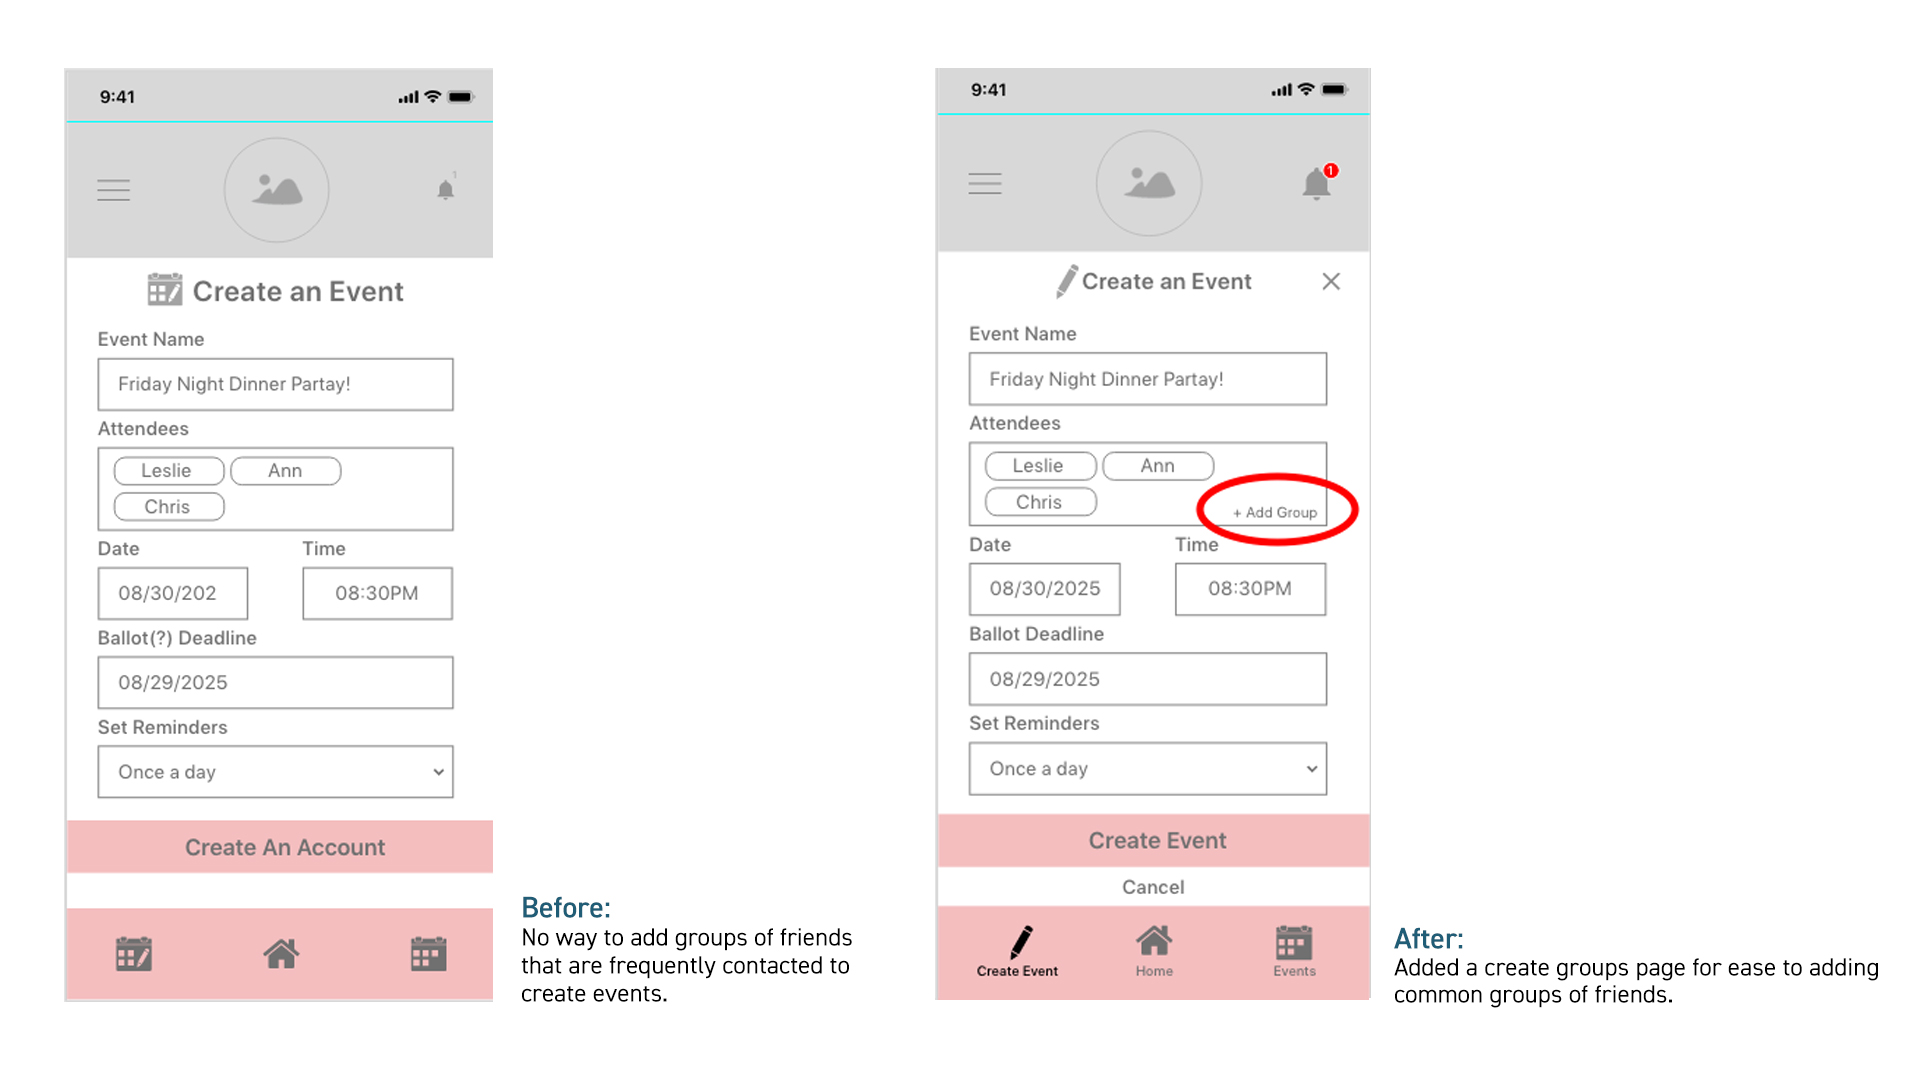 9:41
1
Create an Event
Event Name
Friday Night Dinner Partay!
Attendees
Leslie Ann
Chris
Date Time
08/30/202 08:30PM
Ballot(?) Deadline
08/29/2025
Set Reminders
Once a day
Create An Account
Before:
No way to add groups of friends
that are frequently contacted to
create events.
9:41
1
Create an Event
Event Name
Friday Night Dinner Partay!
Attendees
Leslie Ann
Chris
+ Add Group
Date Time
08/30/2025 08:30PM
Ballot Deadline
08/29/2025
Set Reminders
Once a day
Create Event
Cancel
Create Event Home Events
After:
Added a create groups page for ease to adding
common groups of friends.